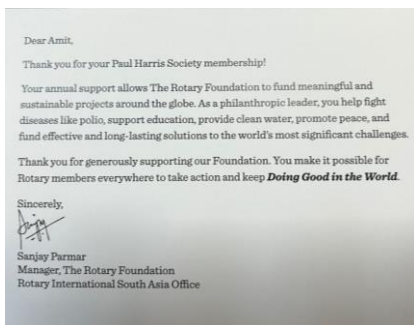 Dear Amit,
Thank you for your Paul Harris Society membership!
Your annual support allows The Rotary Foundation to fund meaningful and
sustainable projects around the globe. As a philanthropic leader, you help fight
diseases like polio, support education, provide clean water, promote peace, and
fund effective and long-lasting solutions to the world's most significant challenges.
Thank you for generously supporting our Foundation. You make it possible for
Rotary members everywhere to take action and keep Doing Good in the World.
Sincerely,
Sanjay
Sanjay Parmar
Manager, The Rotary Foundation
Rotary International South Asia Office